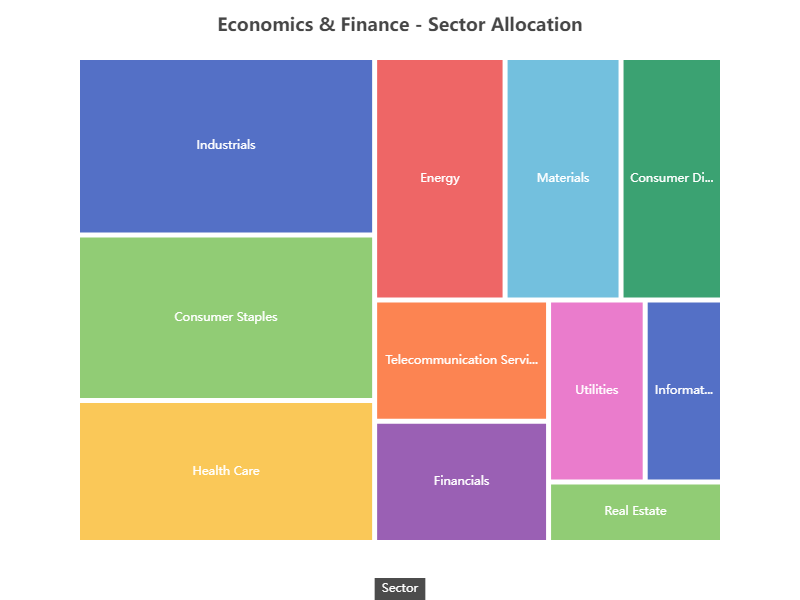 Economics & Finance - Sector Allocation
Industrials
Consumer Staples
Health Care
Energy
Materials
Consumer Di...
Telecommunication Servi...
Financials
Utilities
Informat...
Real Estate
Sector